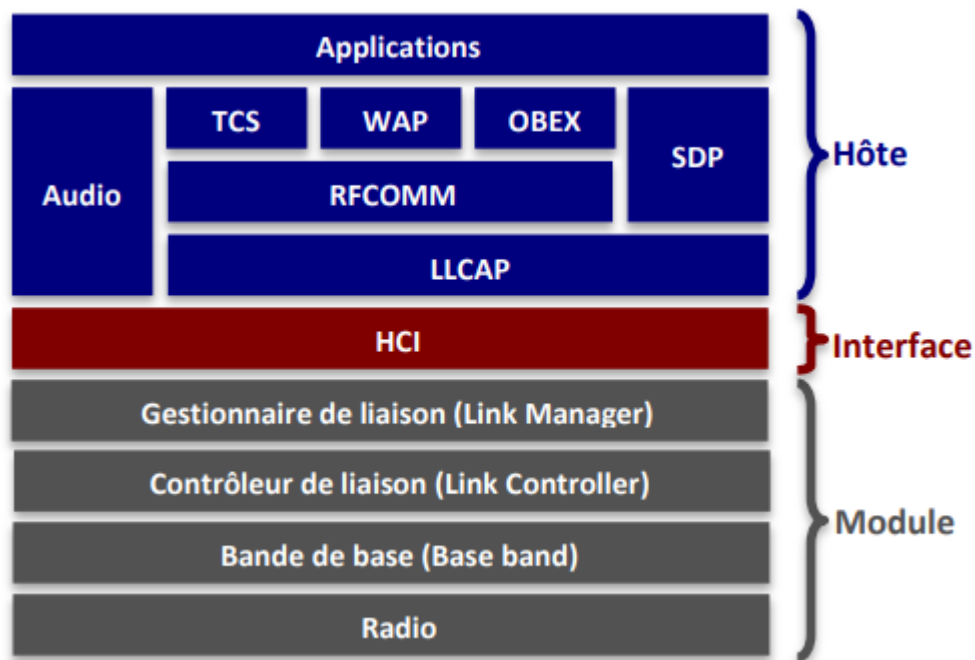 Applications
TCS
WAP
OBEX
SDP
Hôte
Audio
RFCOMM
LLCAP
HCI
Interface
Gestionnaire de liaison (Link Manager)
Contrôleur de liaison (Link Controller)
Module
Bande de base (Base band)
Radio